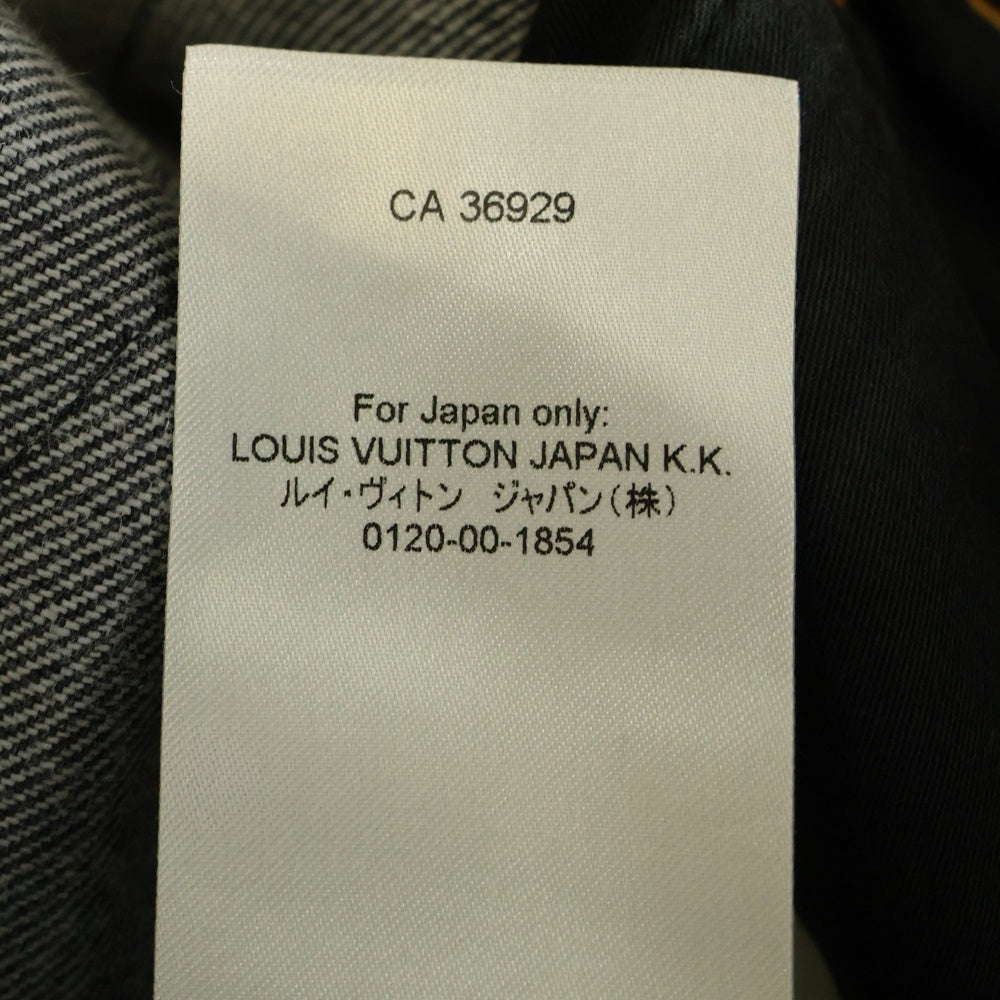 CA 36929
For Japan only:
LOUIS VUITTON JAPAN K.K.
ルイ・ヴィトン ジャパン(株)
0120-00-1854